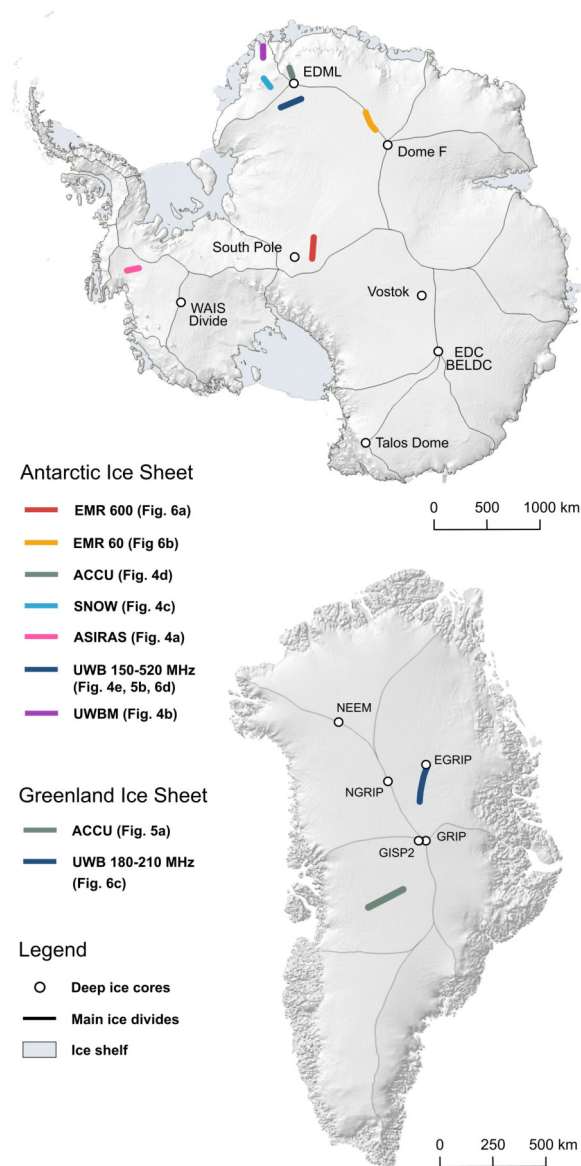 EDML
Dome F
South Pole
Vostok
WAIS
Divide
EDC
BELDC
Talos Dome
0 500 1000 km
Antarctic Ice Sheet
EMR 600 (Fig. 6a)
EMR 60 (Fig 6b)
ACCU (Fig. 4d)
SNOW (Fig. 4c)
ASIRAS (Fig. 4a)
UWB 150-520 MHz
(Fig. 4e, 5b, 6d)
UWBM (Fig. 4b)
NEEM
EGRIP
NGRIP
GRIP
GISP2
Greenland Ice Sheet
ACCU (Fig. 5a)
UWB 180-210 MHz
(Fig. 6c)
Legend
Deep ice cores
Main ice divides
Ice shelf
0 250 500 km